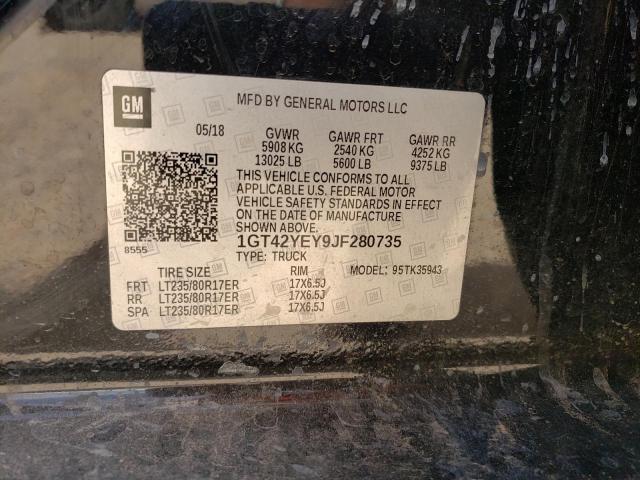 GM
MFD BY GENERAL MOTORS LLC
05/18 GVWR GAWR FRT GAWR RR
5908 KG 2540 KG 4252 KG
13025 LB 5600 LB 9375 LB
THIS VEHICLE CONFORMS TO ALL
APPLICABLE U.S. FEDERAL MOTOR
VEHICLE SAFETY STANDARDS IN EFFECT
ON THE DATE OF MANUFACTURE
SHOWN ABOVE.
8555 1GT42YEY9JF280735
TYPE: TRUCK
TIRE SIZE RIM MODEL: 95TK35943
FRT LT235/80R17ER 17X6.5J
RR LT235/80R17ER 17X6.5J
SPA LT235/80R17ER 17X6.5J